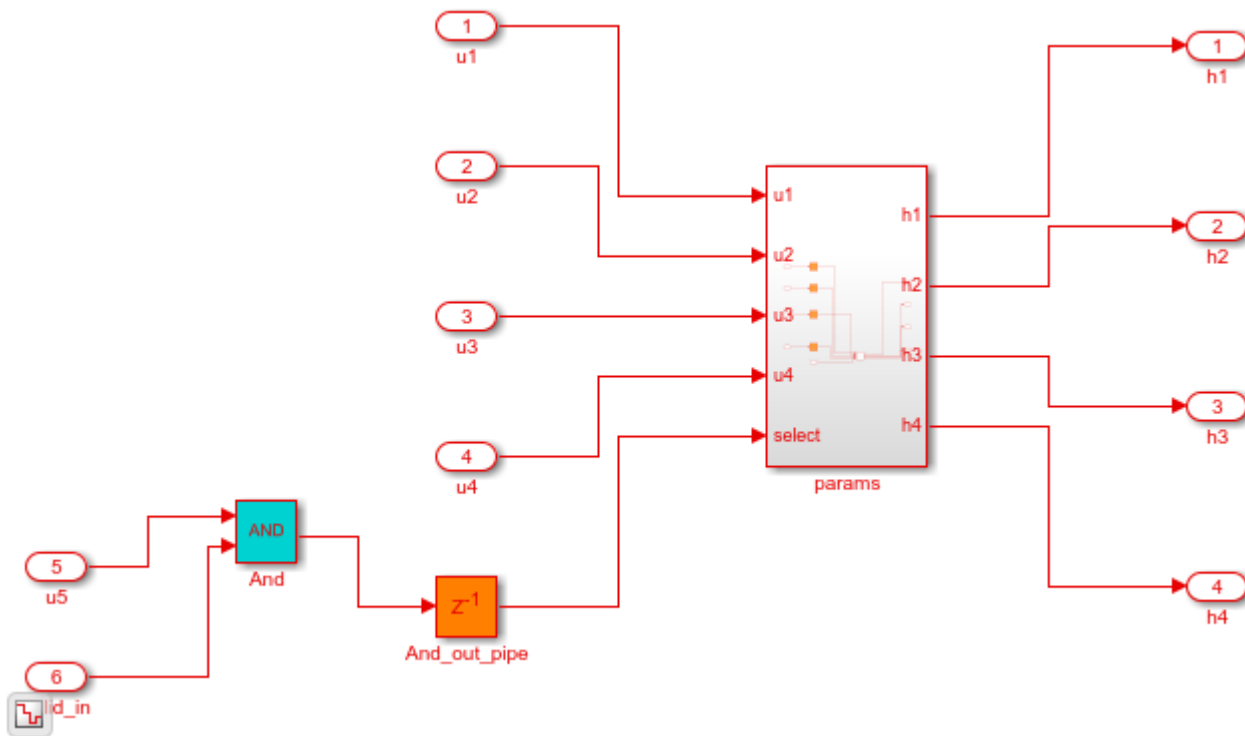 1
u1
2
u2
3
u3
4
u4
5
u5
6
lid_in
AND
And
Z-1
And_out_pipe
u1
u2
u3
u4
select
h1
h2
h3
h4
params
1
h1
2
h2
3
h3
4
h4